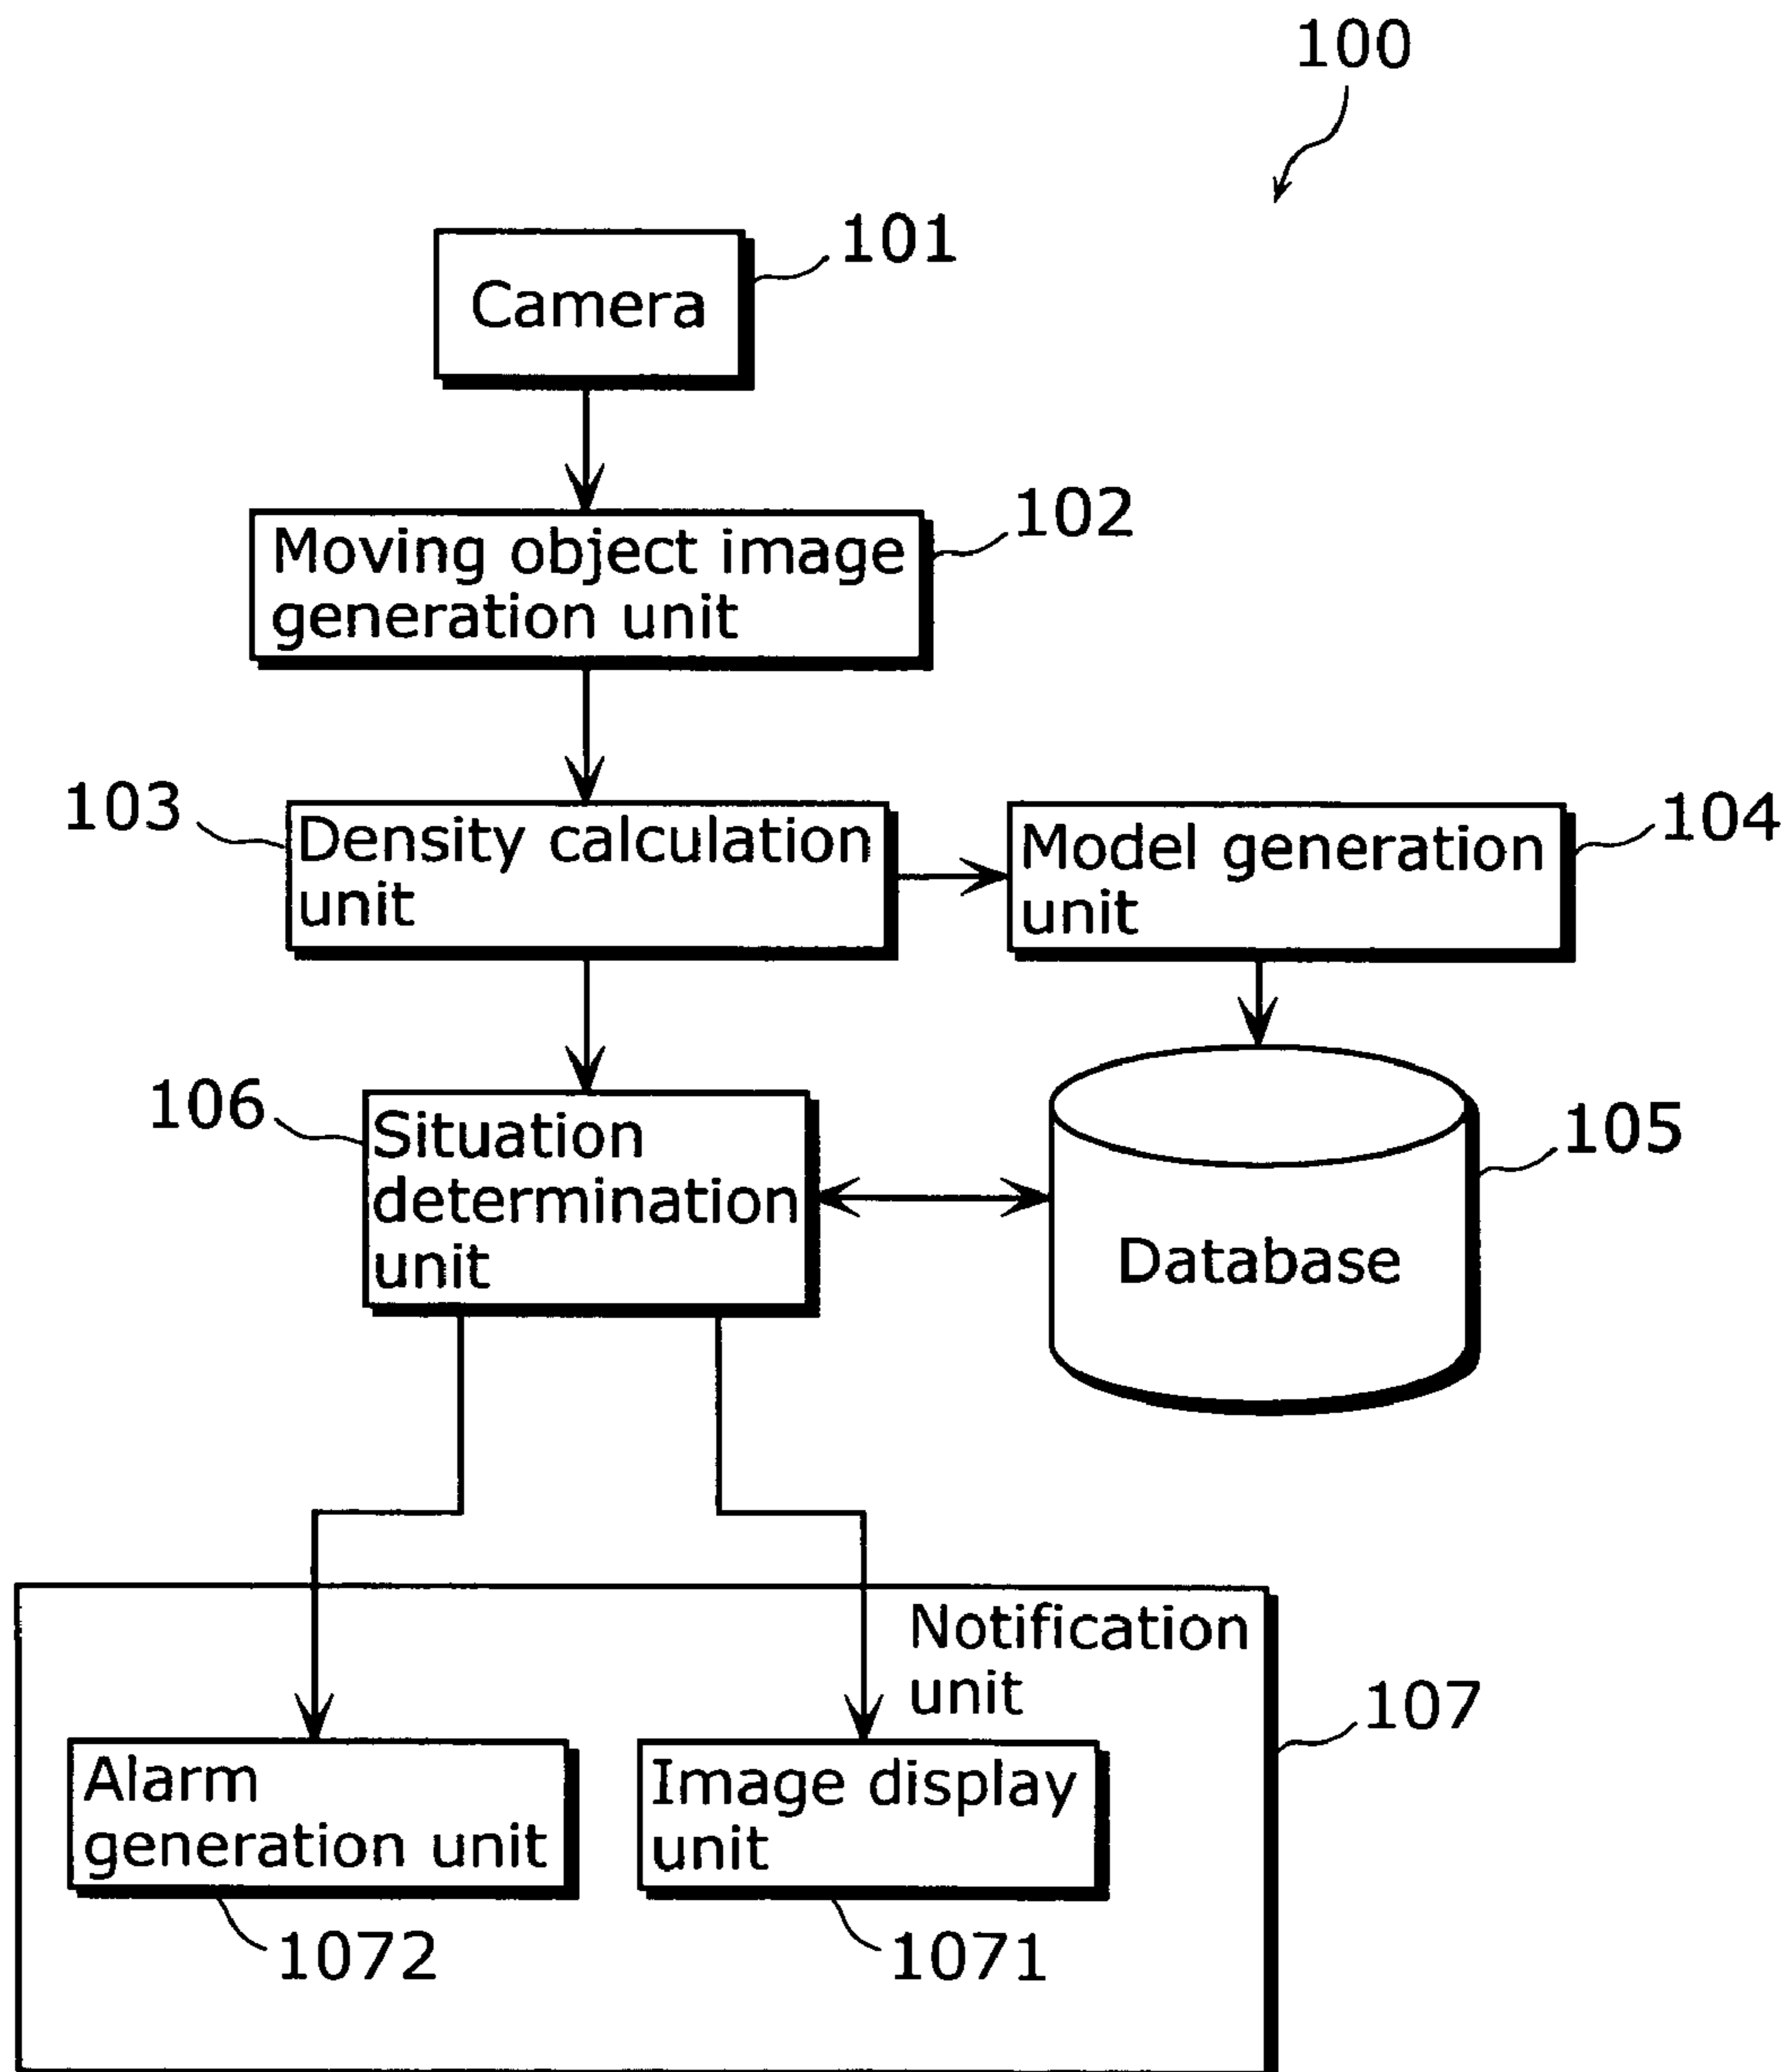 100
101
Camera
102
Moving object image
generation unit
103
Density calculation
unit
104
Model generation
unit
106
Situation
determination
unit
105
Database
Notification
unit
107
Alarm
generation unit
Image display
unit
1072
1071